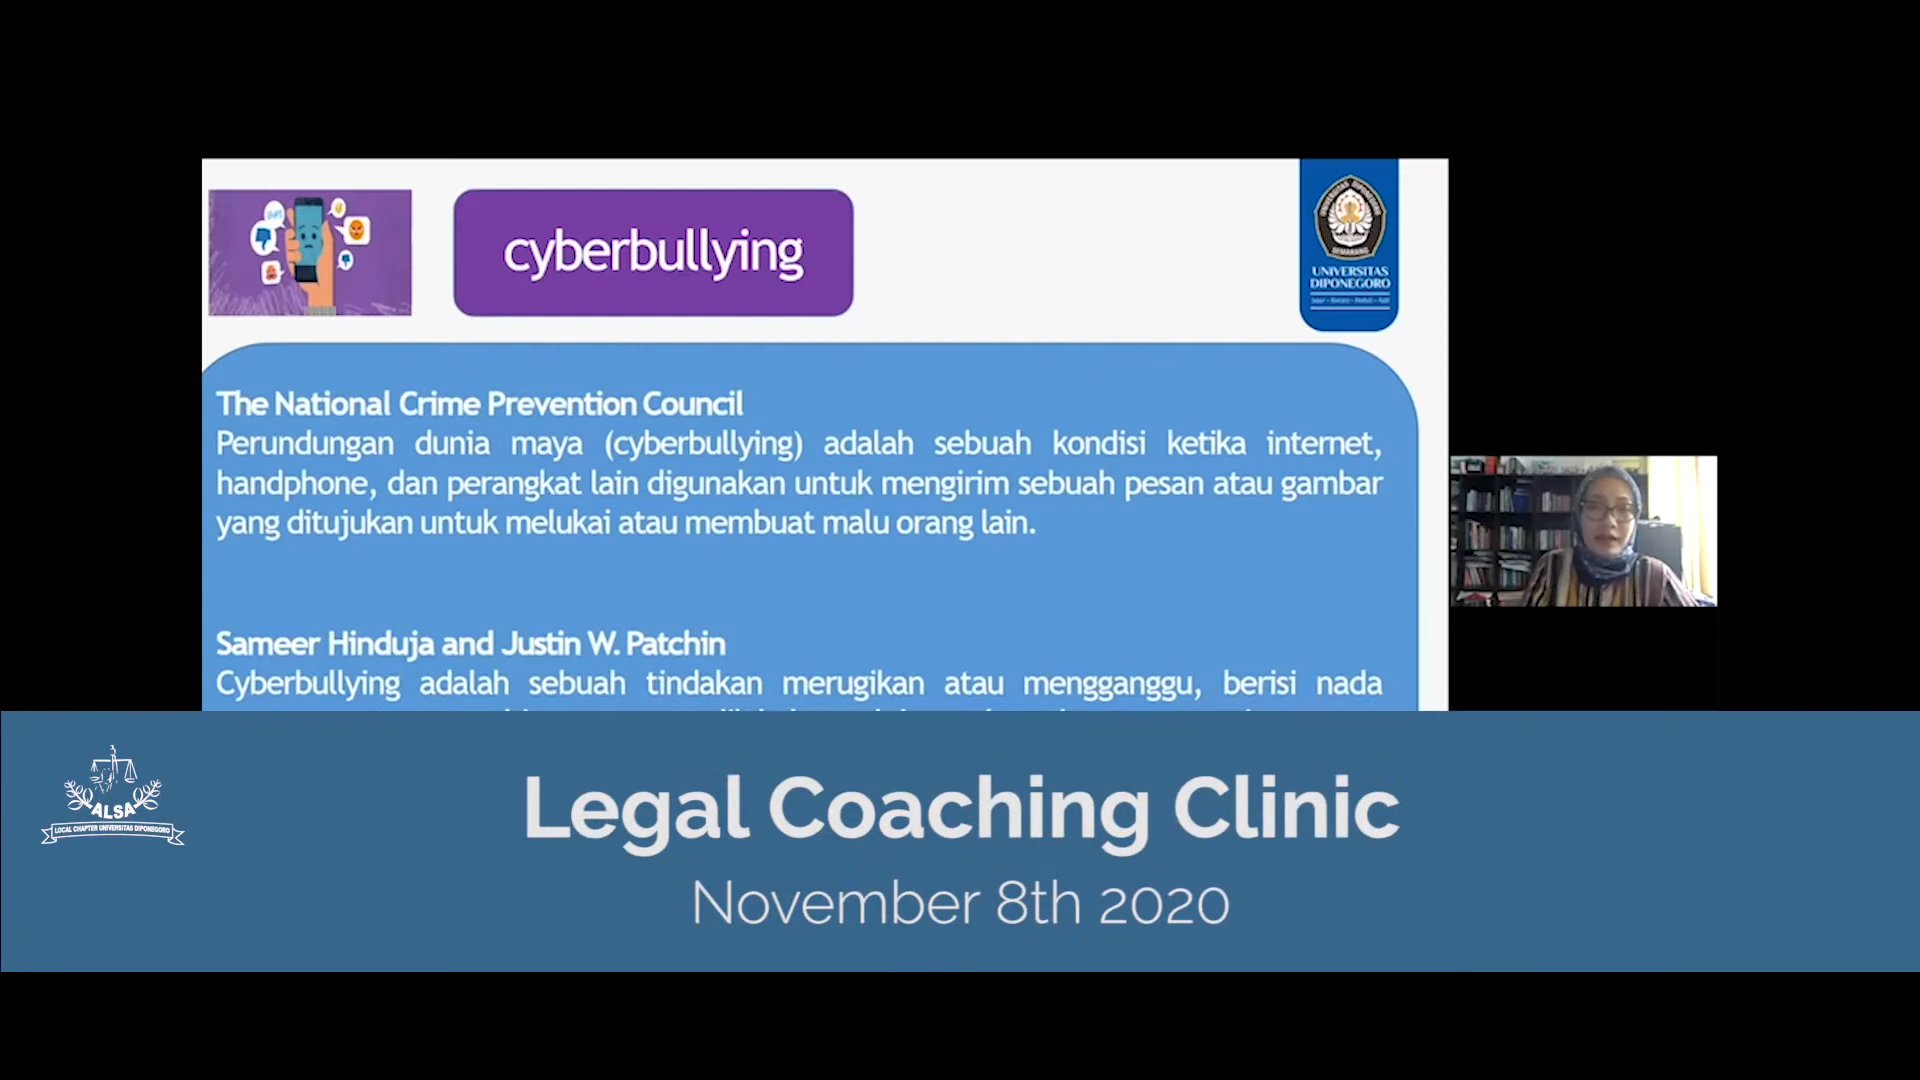 cyberbullying
UNIVERSITAS
DIPONEGORO
SEMARANG
The National Crime Prevention Council
Perundungan dunia maya (cyberbullying) adalah sebuah kondisi ketika internet,
handphone, dan perangkat lain digunakan untuk mengirim sebuah pesan atau gambar
yang ditujukan untuk melukai atau membuat malu orang lain.
Sameer Hinduja and Justin W. Patchin
Cyberbullying adalah sebuah tindakan merugikan atau mengganggu, berisi nada
ALSA
LOCAL CHAPTER UNIVERSITAS DIPONEGORO
Legal Coaching Clinic
November 8th 2020